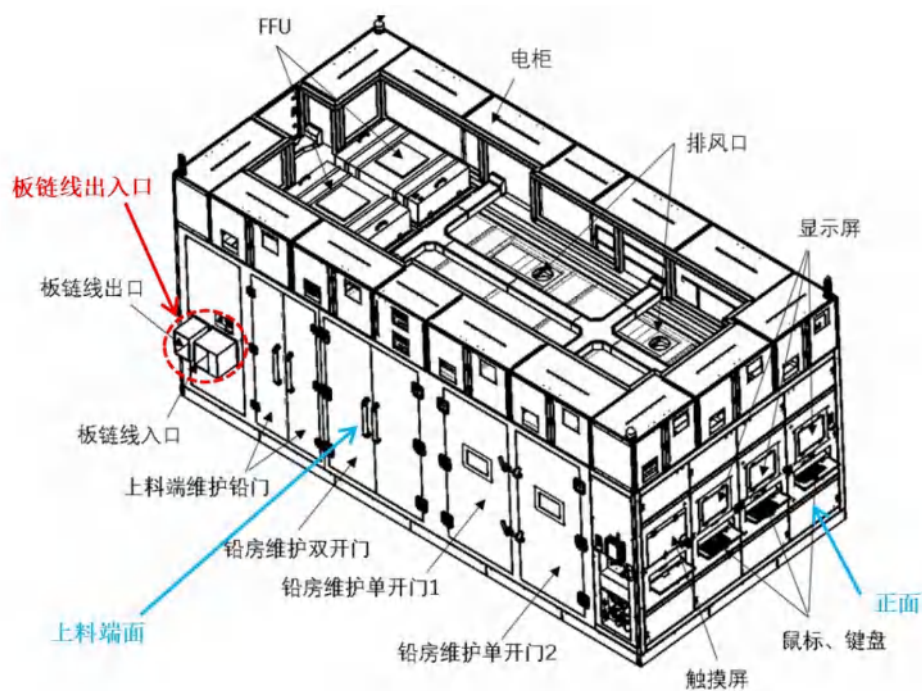 FFU
电柜
排风口
板链线出入口
显示屏
板链线出口
板链线入口
上料端维护铅门
铅房维护双开门
铅房维护单开门1
正面
上料端面
鼠标、键盘
铅房维护单开门2
触摸屏